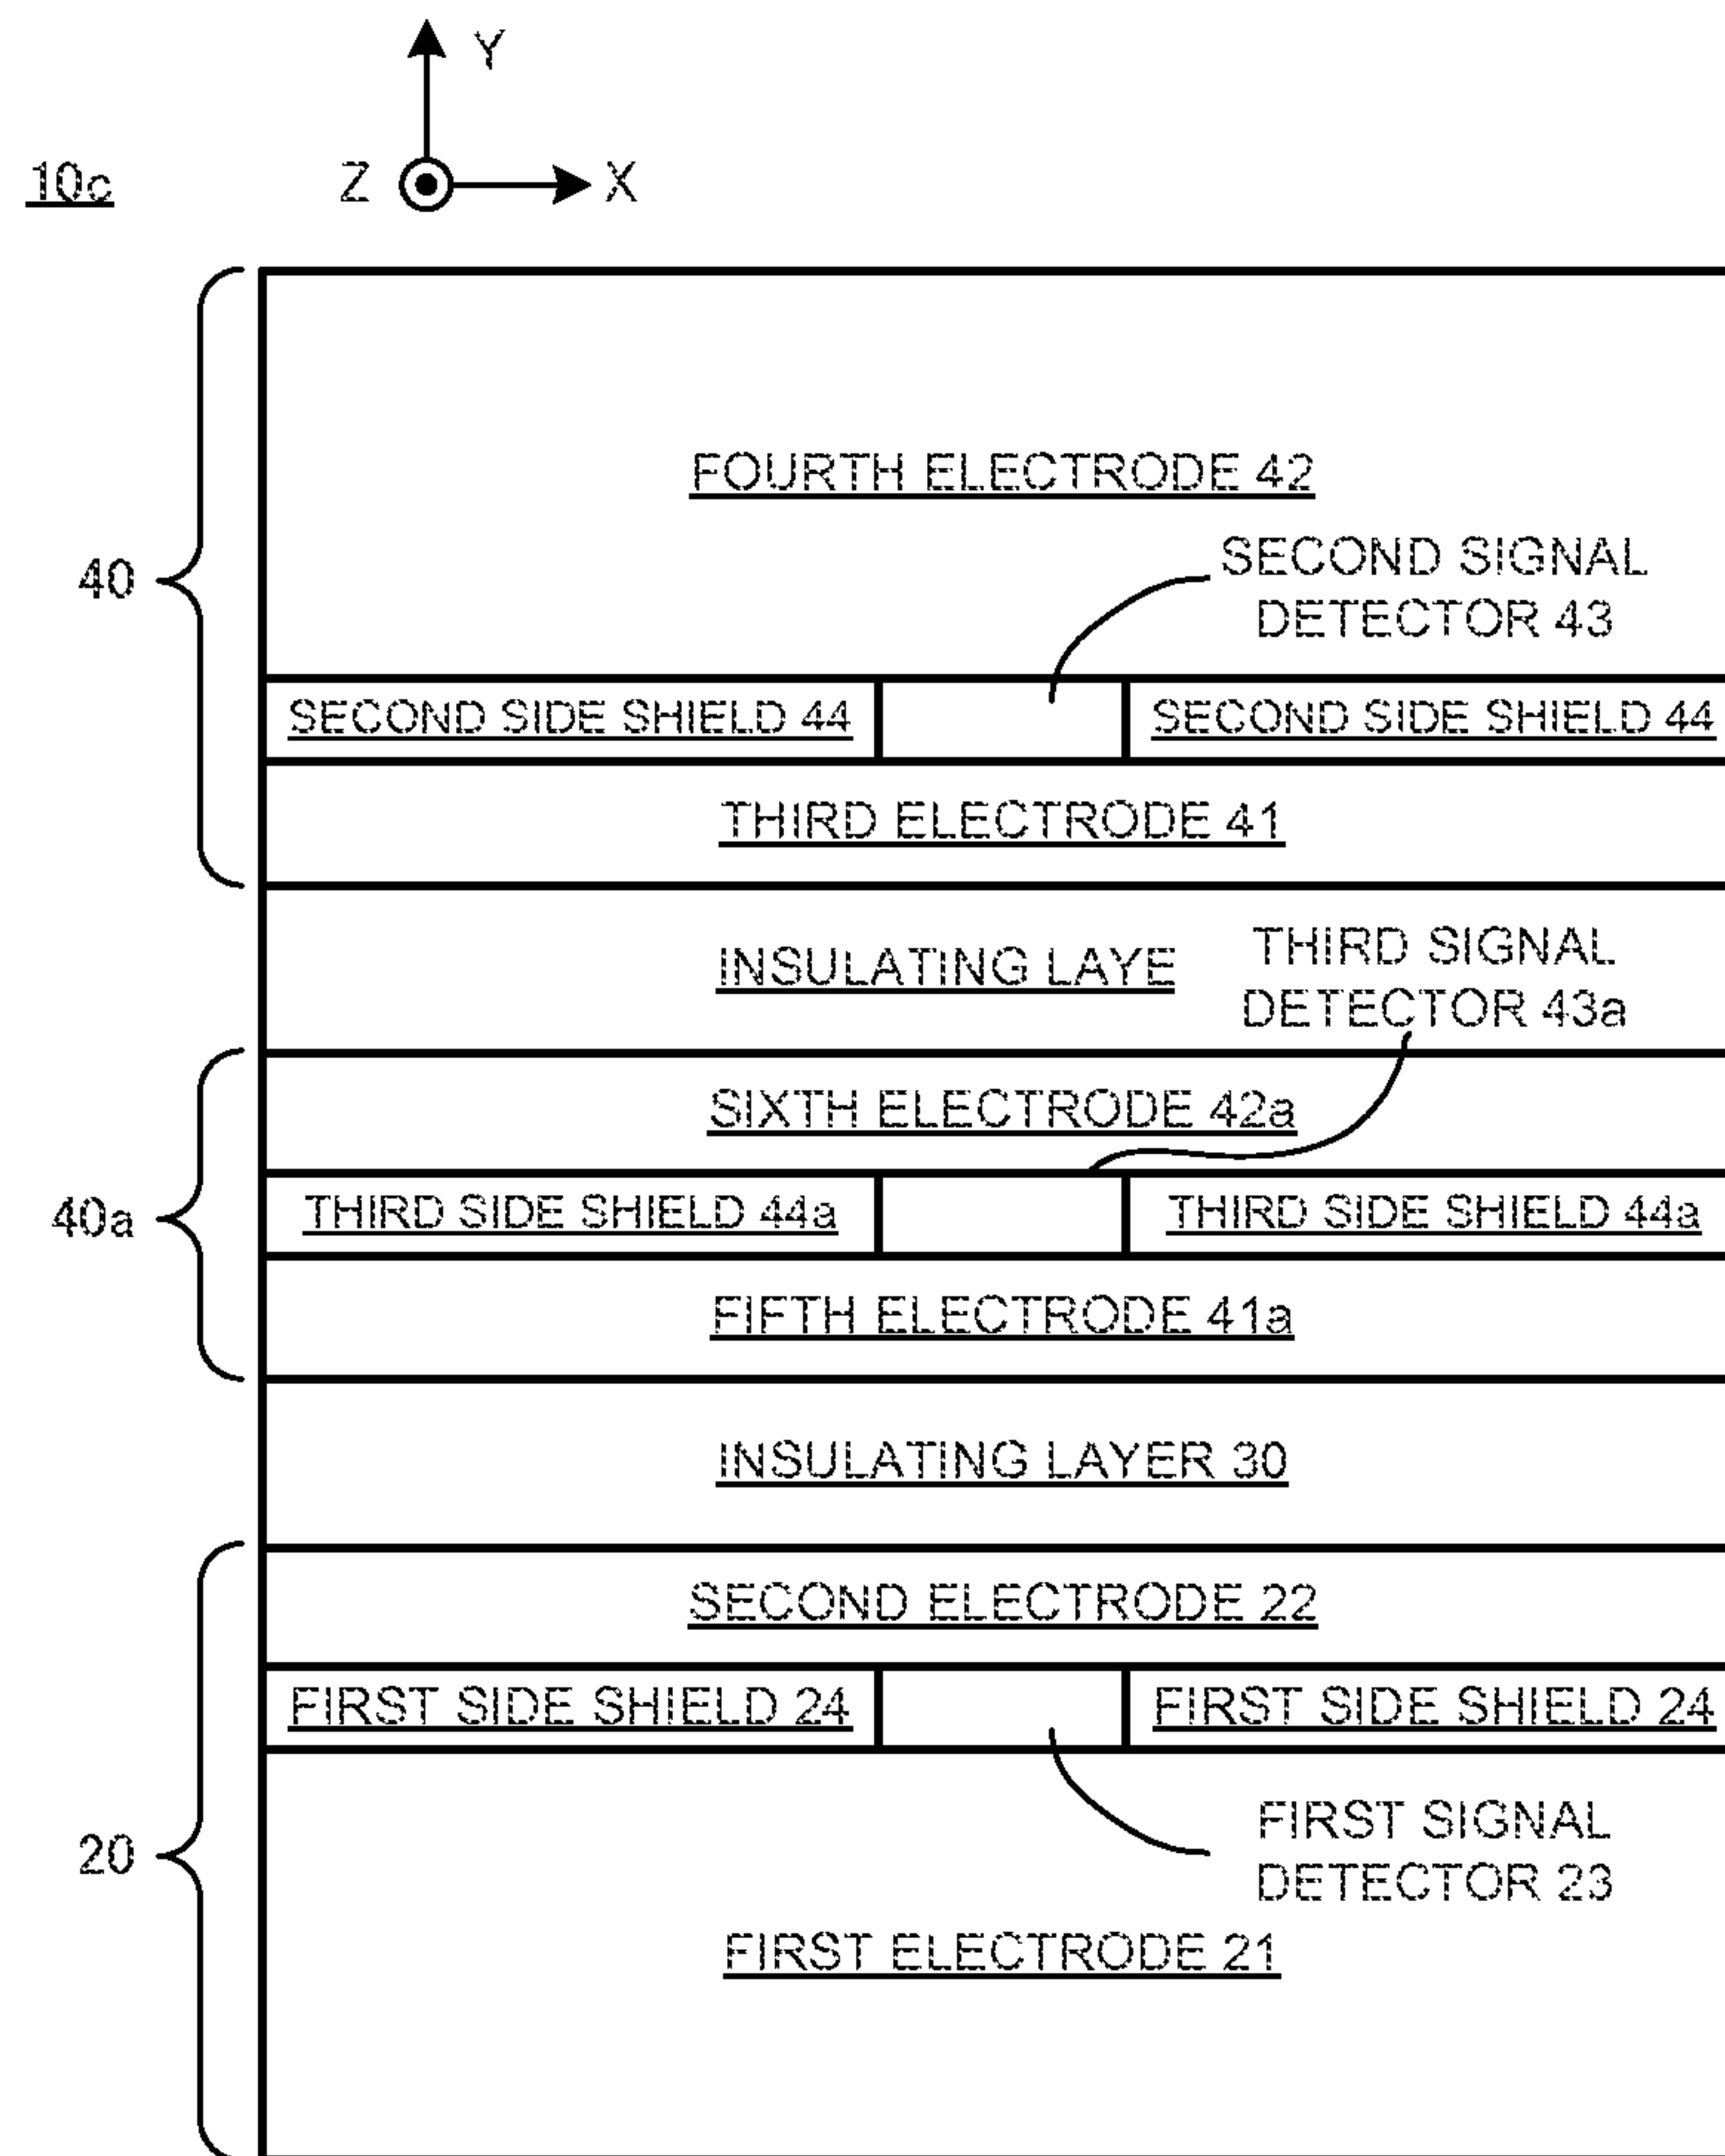 Y
10c
Z
X
FOURTH ELECTRODE 42
SECOND SIGNAL
DETECTOR 43
40
SECOND SIDE SHIELD 44
SECOND SIDE SHIELD 44
THIRD ELECTRODE 41
INSULATING LAYE
THIRD SIGNAL
DETECTOR 43a
SIXTH ELECTRODE 42a
40a
THIRD SIDE SHIELD 44a
THIRD SIDE SHIELD 44a
FIFTH ELECTRODE 41a
INSULATING LAYER 30
SECOND ELECTRODE 22
FIRST SIDE SHIELD 24
FIRST SIDE SHIELD 24
20
FIRST SIGNAL
DETECTOR 23
FIRST ELECTRODE 21